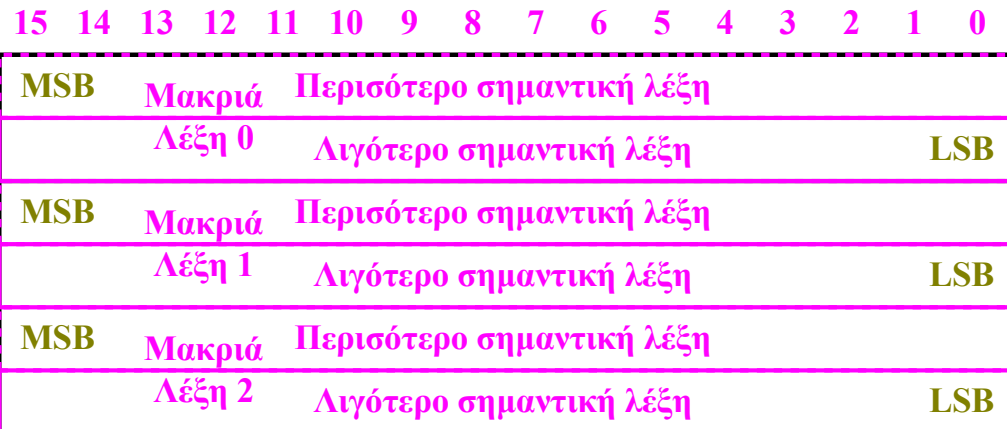 15 14 13 12 11 10 9 8 7 6 5 4 3 2 1 0
MSB Μακριά Περισότερο σημαντική λέξη
Λέξη 0 Λιγότερο σημαντική λέξη LSB
MSB Μακριά Περισότερο σημαντική λέξη
Λέξη 1 Λιγότερο σημαντική λέξη LSB
MSB Μακριά Περισότερο σημαντική λέξη
Λέξη 2 Λιγότερο σημαντική λέξη LSB